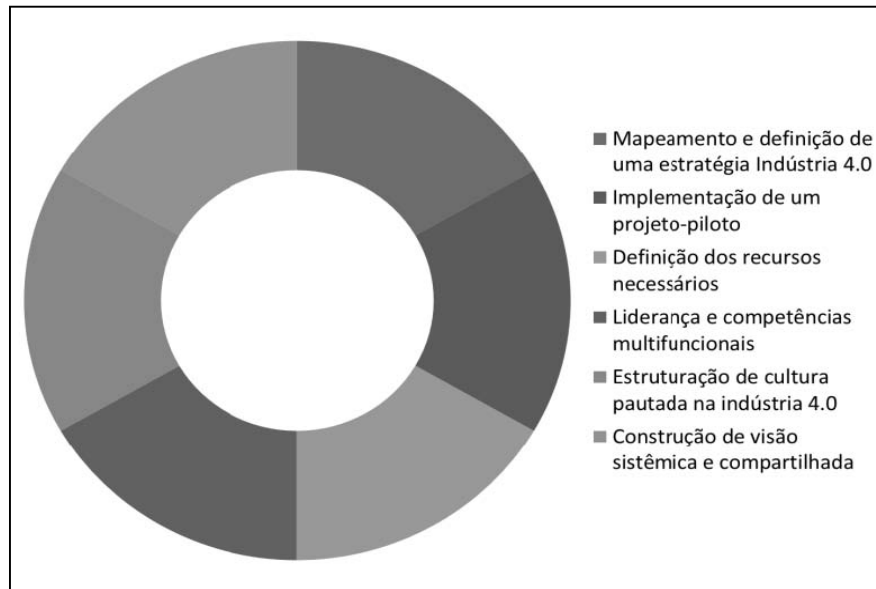 Mapeamento e definição de
uma estratégia Indústria 4.0
Implementação de um
projeto-piloto
Definição dos recursos
necessários
Liderança e competências
multifuncionais
Estruturação de cultura
pautada na indústria 4.0
Construção de visão
sistêmica e compartilhada